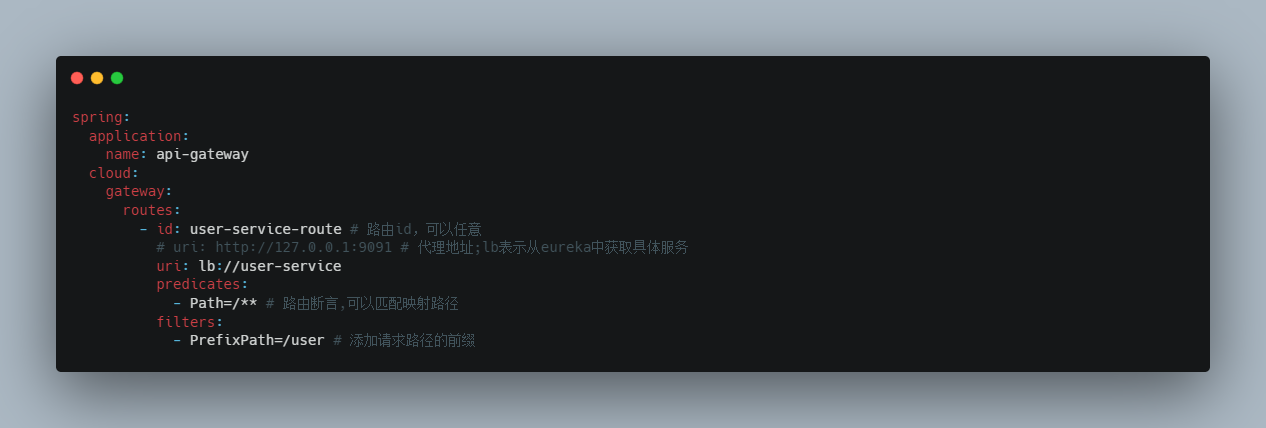 spring:
  application:
    name: api-gateway
  cloud:
    gateway:
      routes:
        - id: user-service-route # 路由id，可以任意
          # uri: http://127.0.0.1:9091 # 代理地址;lb表示从eureka中获取具体服务
          uri: lb://user-service
          predicates:
            - Path=/** # 路由断言,可以匹配映射路径
          filters:
            - PrefixPath=/user # 添加请求路径的前缀